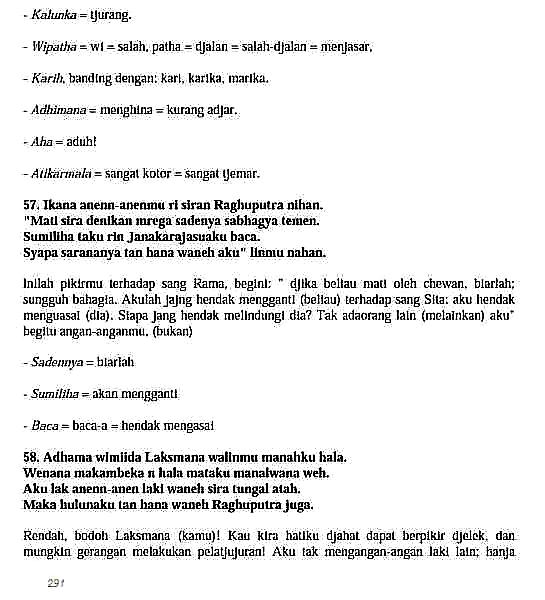 - Kalunka = tjurang.
- Wipatha = wi = salah, patha = djalan = salah-djalan = menjasar,
- Karih, banding dengan: kari, karika, marika.
- Adhimana = menghina = kurang adjar.
- Aha = aduh!
- Atikarmala = sangat kotor = sangat tjemar.
57. Ikana anenn-anenmu ri siran Raghuputra nihan.
"Mati sira denikan mrega sadenya sabhagya temen.
Sumiliha taku rin Janakarajasuaku baca.
Syapa sarananya tan hana waneh aku" linmu nahan.
Inilah pikirmu terhadap sang Rama, begini: " djika beliau mati oleh chewan, biarlah;
sungguh bahagia. Akulah jajng hendak mengganti (beliau) terhadap sang Sita: aku hendak
menguasai (dia). Siapa jang hendak melindungi dia? Tak adaorang lain (melainkan) aku"
begitu angan-anganmu, (bukan)
- Sadennya = biarlah
- Sumiliha = akan mengganti
- Baca = baca-a = hendak mengasai
58. Adhama wimiida Laksmana walinmu manahku hala.
Wenana makambeka n hala mataku manalwana weh.
Aku lak anenn-anen laki waneh sira tungal atah.
Maka hulunaku tan hana waneh Raghuputra juga.
Rendah, bodoh Laksmana (kamu)! Kau kira hatiku djahat dapat berpikir djelek, dan
mungkin gerangan melakukan pelatjujuran! Aku tak mengangan-angan laki lain; hanja
291